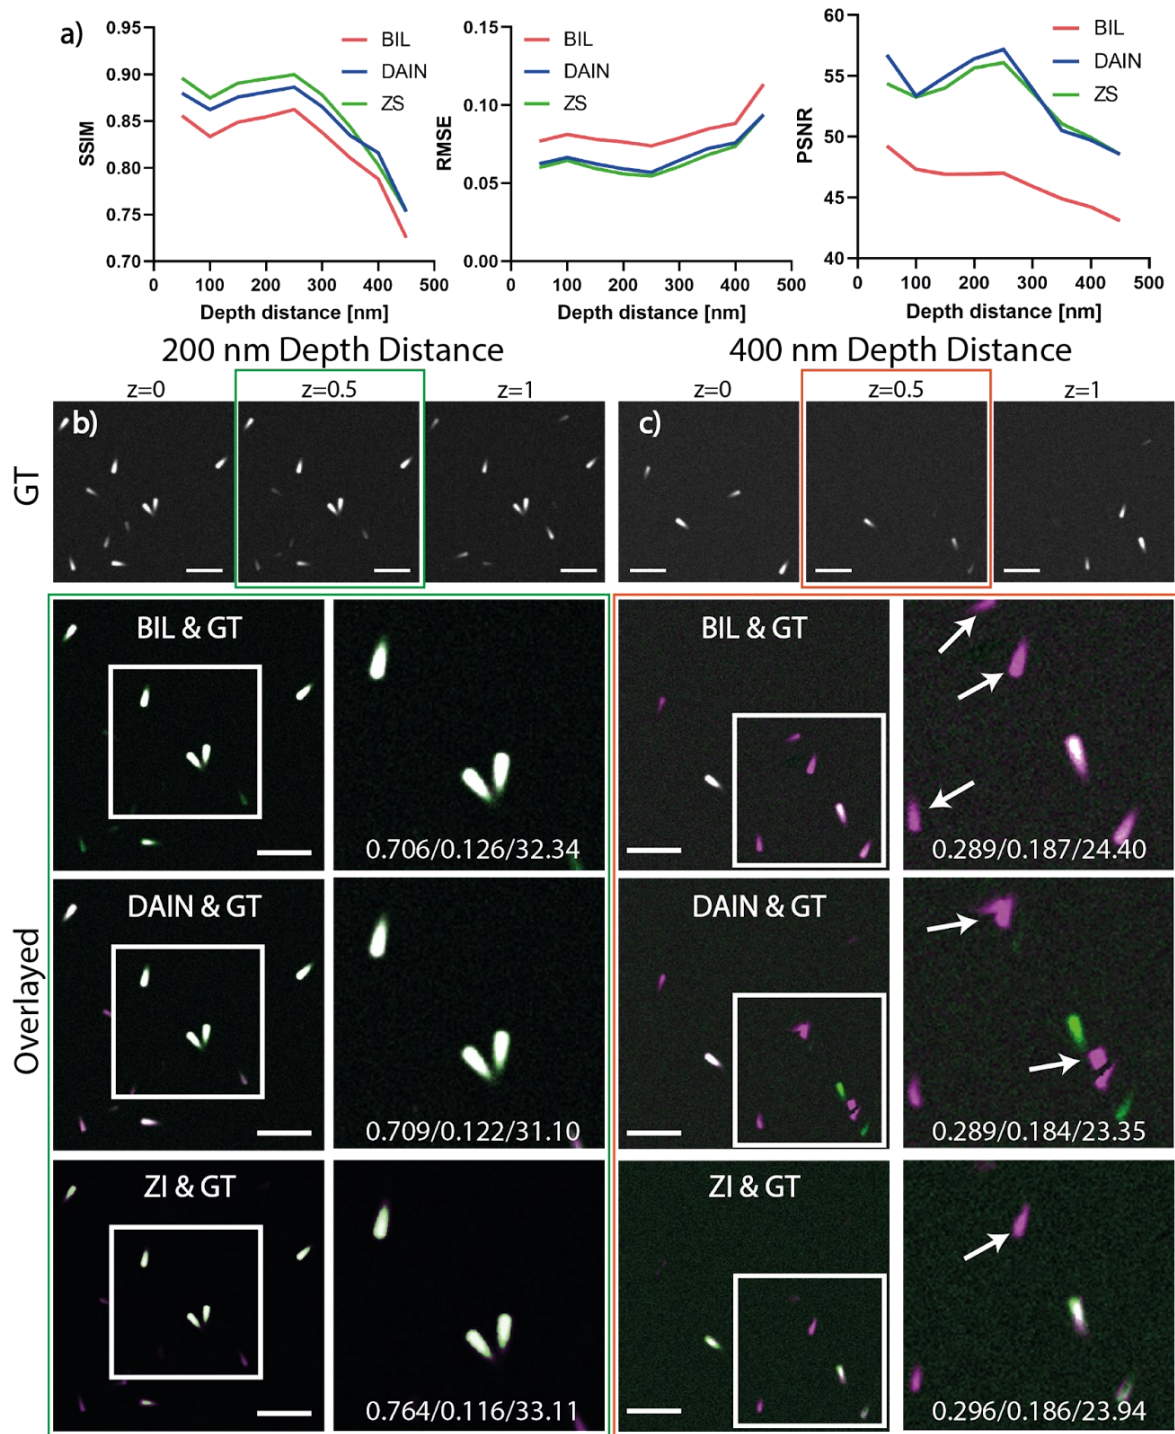 a)
0.95
0.90
0.85
0.80
0.75
0.70
SSIM
BIL
DAIN
ZS
0 100 200 300 400 500
Depth distance [nm]
0.15
0.10
0.05
0.00
RMSE
BIL
DAIN
ZS
0 100 200 300 400 500
Depth distance [nm]
60
55
50
45
40
PSNR
BIL
DAIN
ZS
0 100 200 300 400 500
Depth distance [nm]
200 nm Depth Distance
400 nm Depth Distance
z=0 z=0.5 z=1
z=0 z=0.5 z=1
GT
b)
c)
Overlayed
BIL & GT
0.706/0.126/32.34
BIL & GT
0.289/0.187/24.40
DAIN & GT
0.709/0.122/31.10
DAIN & GT
0.289/0.184/23.35
ZI & GT
0.764/0.116/33.11
ZI & GT
0.296/0.186/23.94